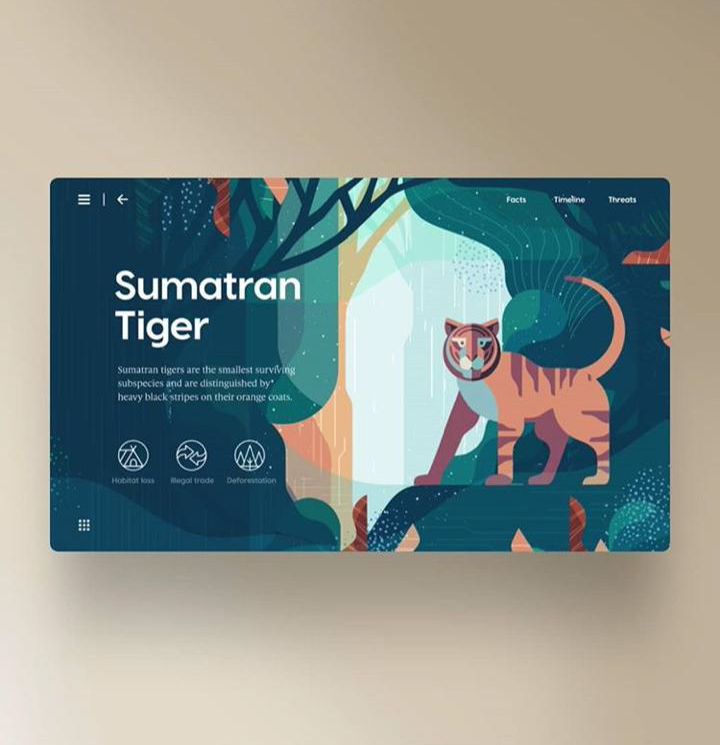 Facts Timeline Threats
Sumatran
Tiger
Sumatran tigers are the smallest surviving
subspecies and are distinguished by
heavy black stripes on their orange coats.
Habitat loss Illegal trade Deforestation